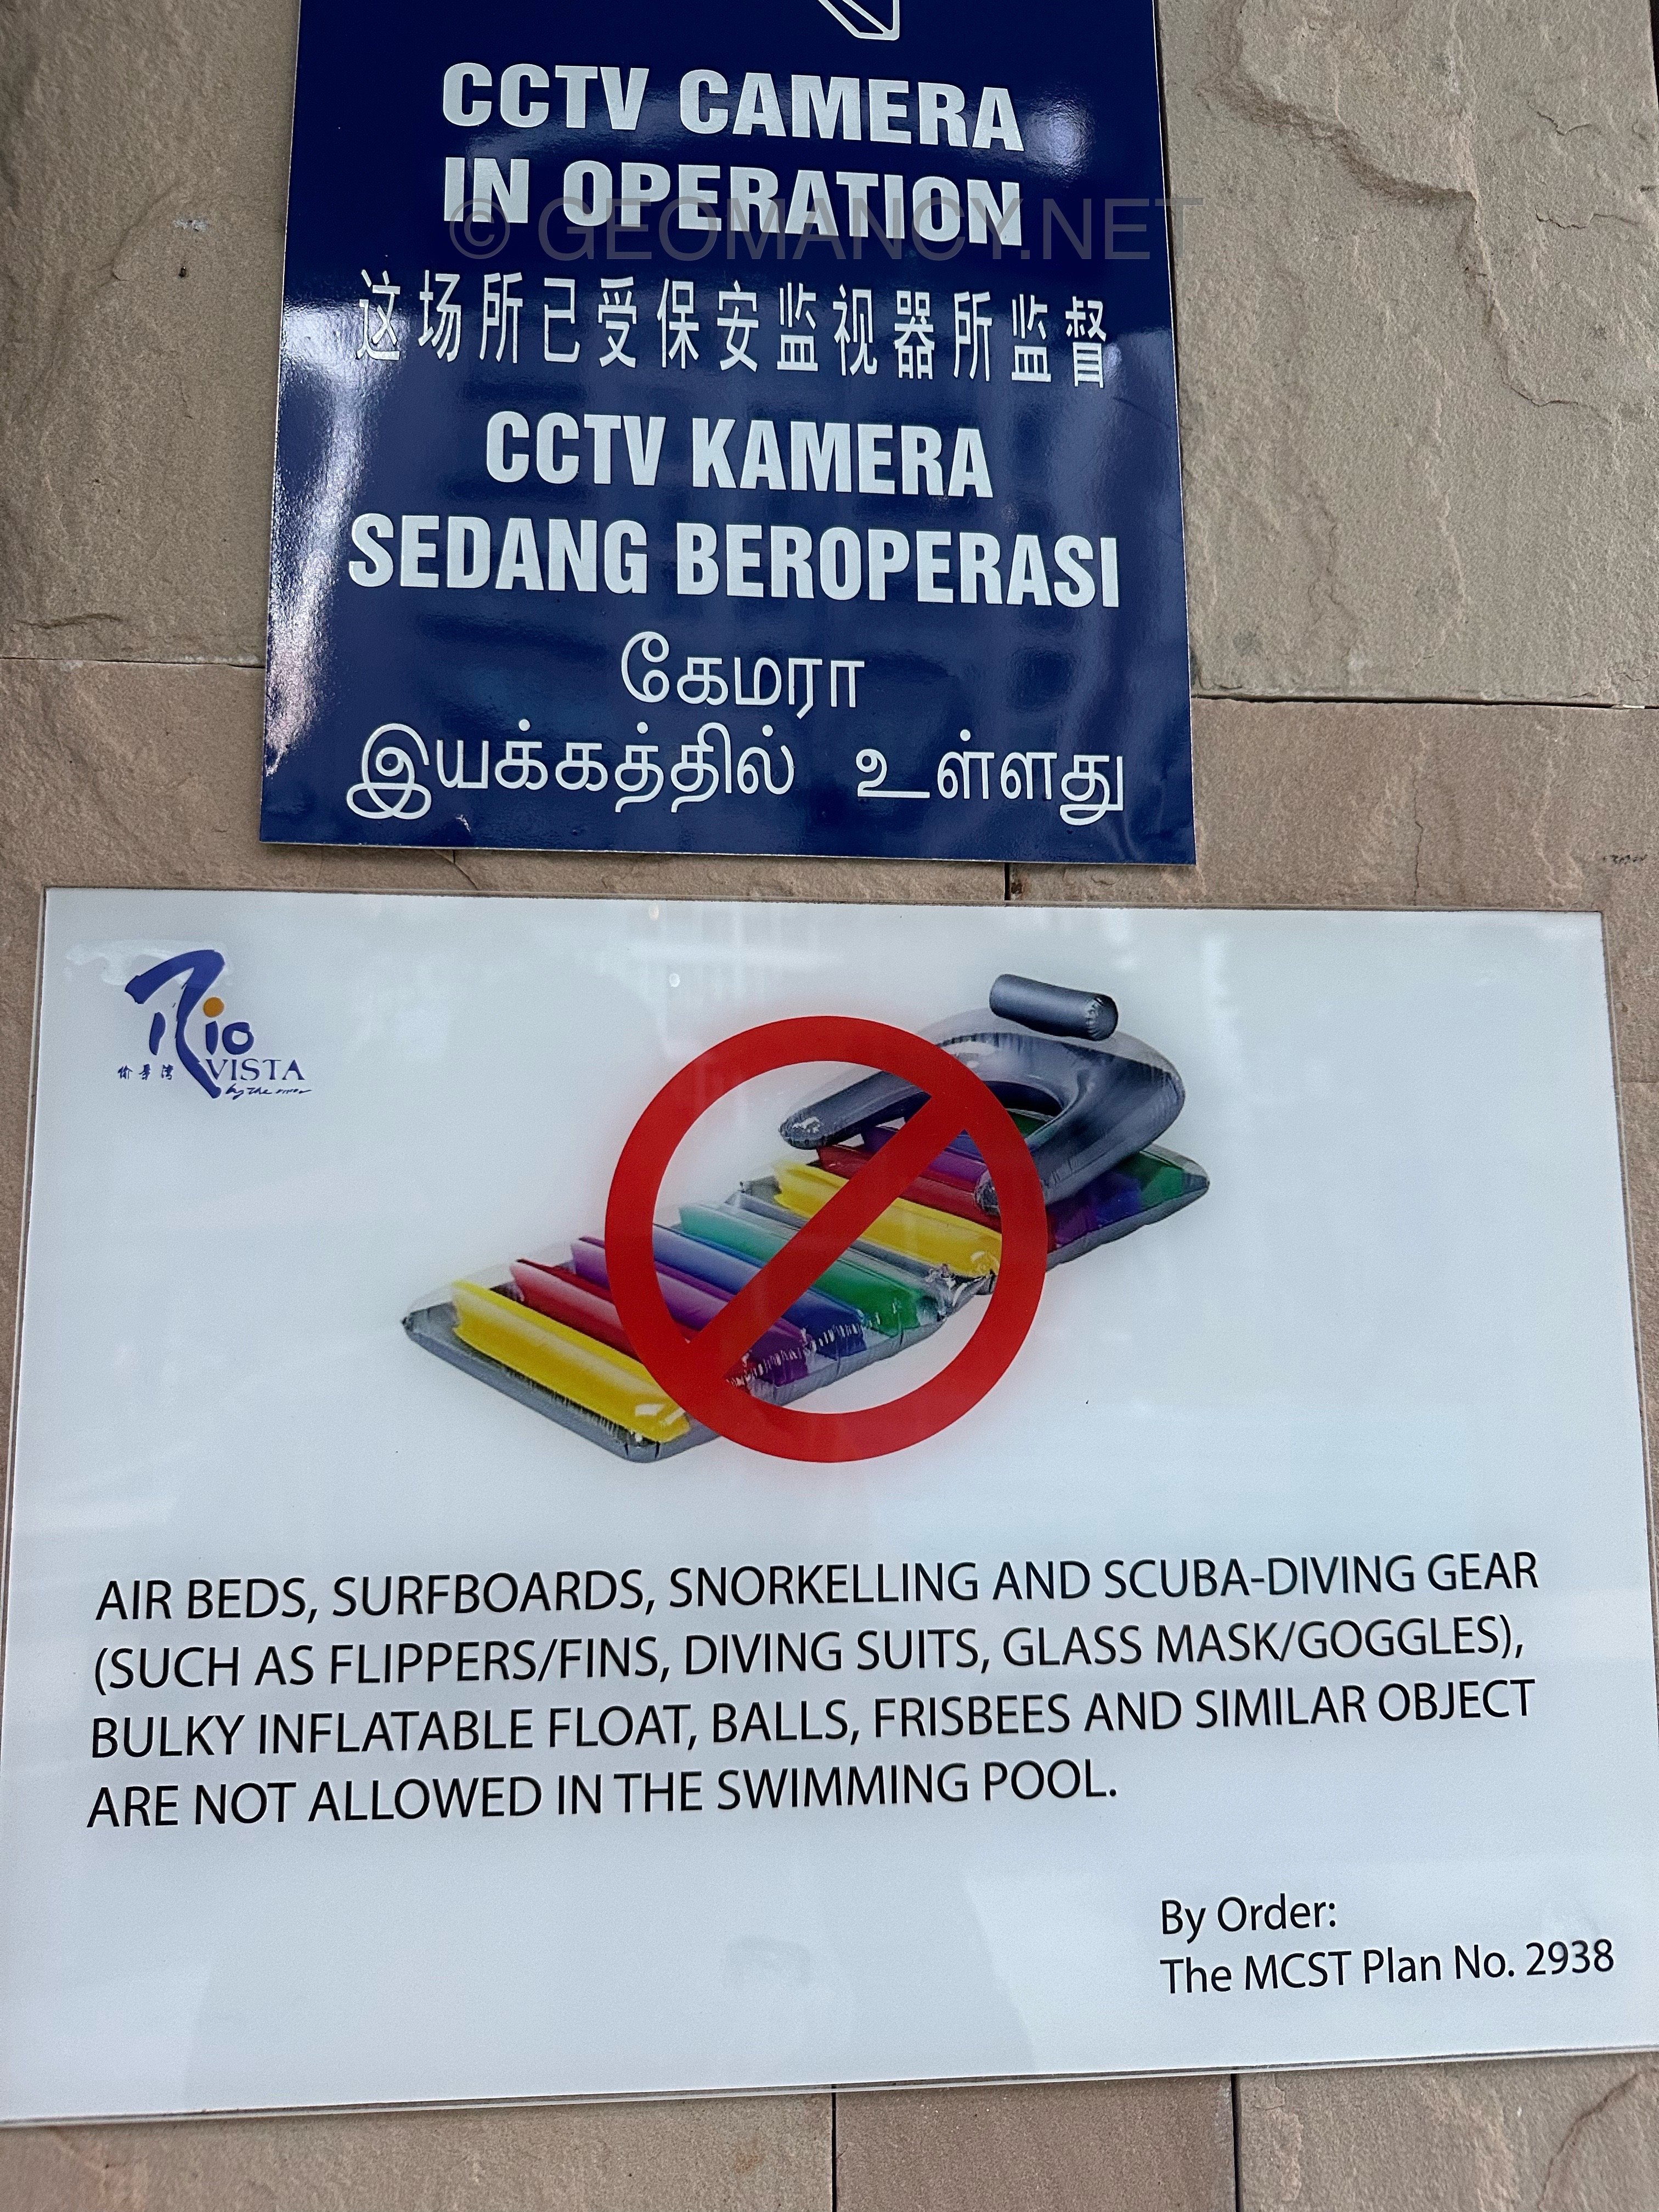 CCTV CAMERA
IN OPERATION
© GEOMANCY.NET
这场所已受保安监视器所监督
CCTV KAMERA
SEDANG BEROPERASI
கேமரா
இயக்கத்தில் உள்ளது
Rio
VISTA
by the river
AIR BEDS, SURFBOARDS, SNORKELLING AND SCUBA-DIVING GEAR
(SUCH AS FLIPPERS/FINS, DIVING SUITS, GLASS MASK/GOGGLES),
BULKY INFLATABLE FLOAT, BALLS, FRISBEES AND SIMILAR OBJECT
ARE NOT ALLOWED IN THE SWIMMING POOL.
By Order:
The MCST Plan No. 2938